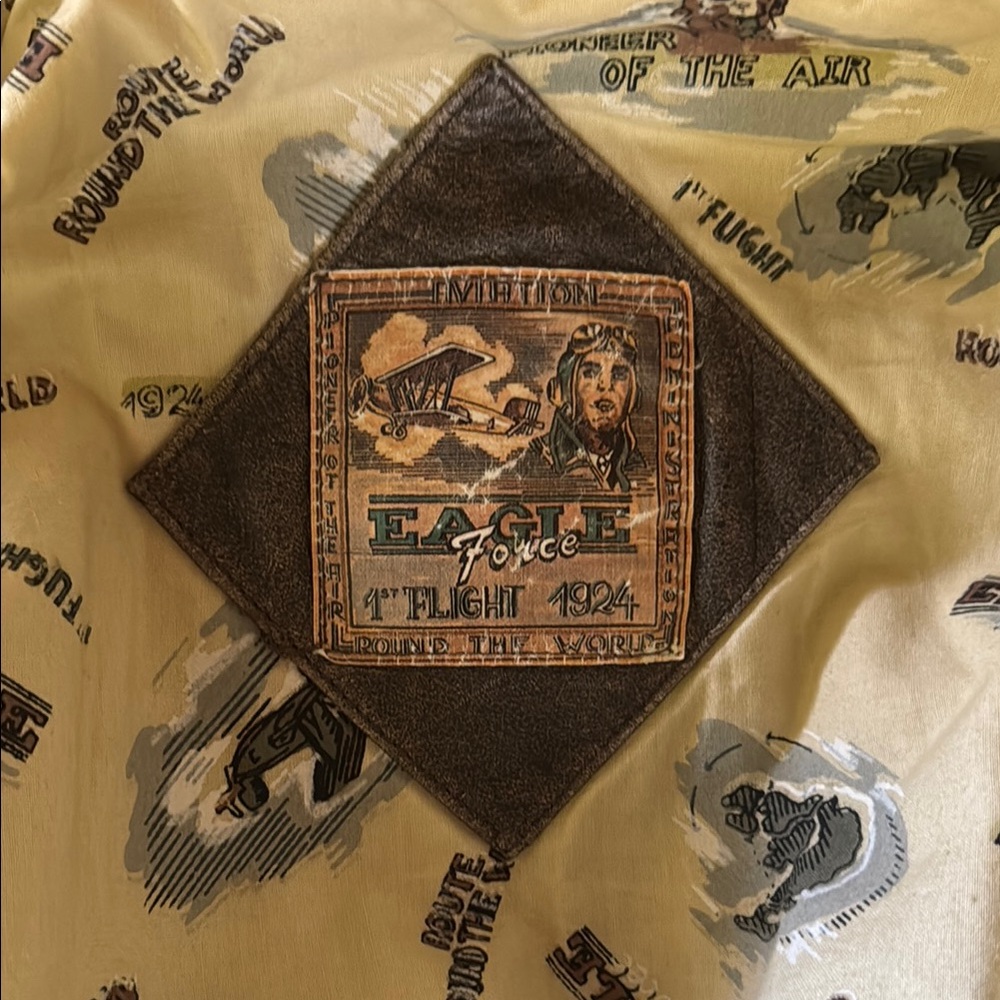 ROUTE
ROUND THE WORLD
PIONEER
OF THE AIR
1ST FLIGHT
1924
AVIATION
PIONEER OF THE AIR
EAGLE
Force
1ST FLIGHT 1924
ROUND THE WORLD
ROUTE